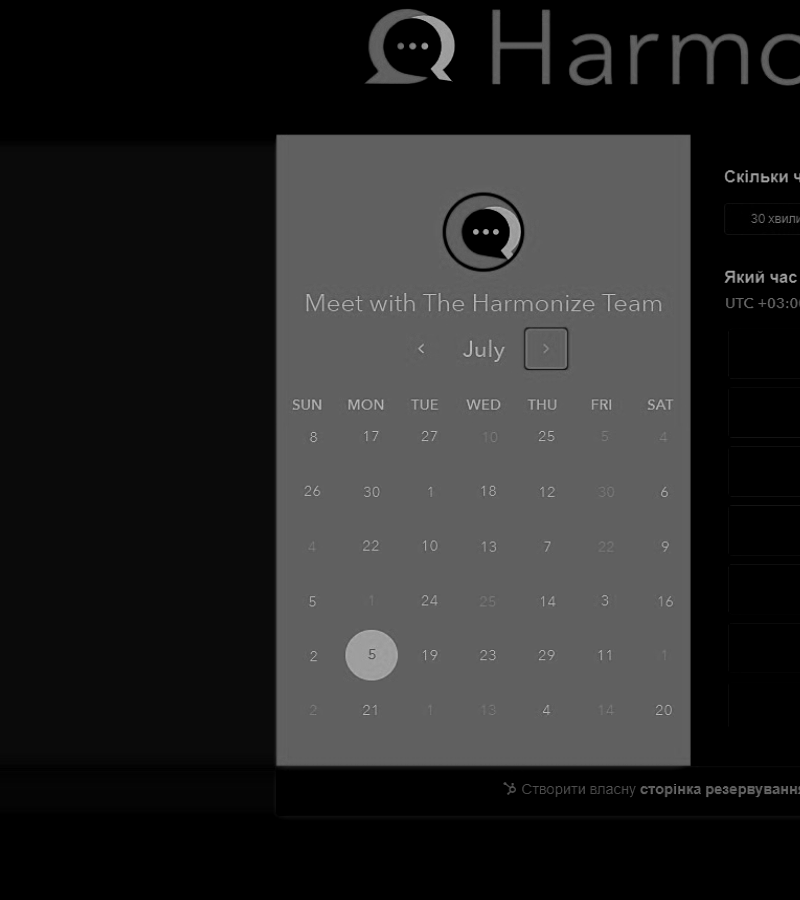 Harmo
Meet with The Harmonize Team
July
SUN MON TUE WED THU FRI SAT
8 17 27 10 25 5 4
26 30 1 18 12 30 6
4 22 10 13 7 22 9
5 1 24 25 14 3 16
2 5 19 23 29 11 1
2 21 1 13 4 14 20
Скільки ч
30 хвили
Який час
UTC +03:00
Створити власну сторінка резервування